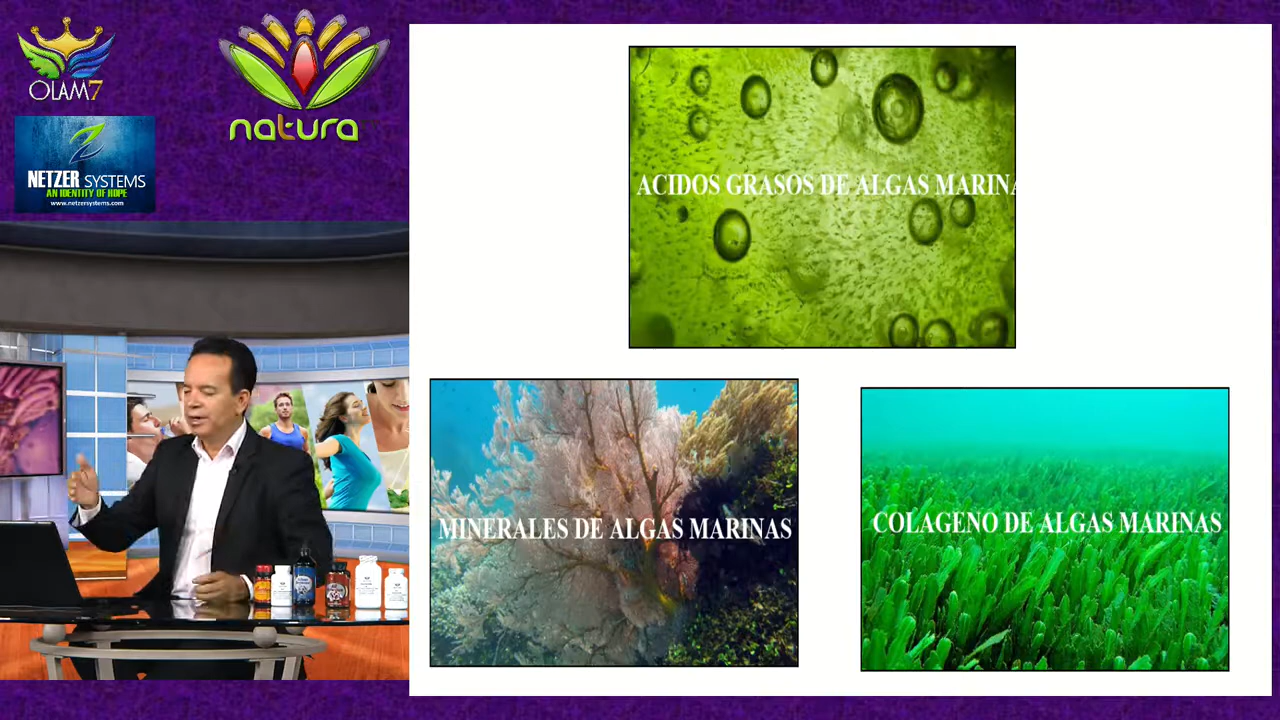 OLAM7
natura
NETZER SYSTEMS
AN IDENTITY OF HOPE
www.netzersystems.com
ACIDOS GRASOS DE ALGAS MARINA
MINERALES DE ALGAS MARINAS
COLAGENO DE ALGAS MARINAS